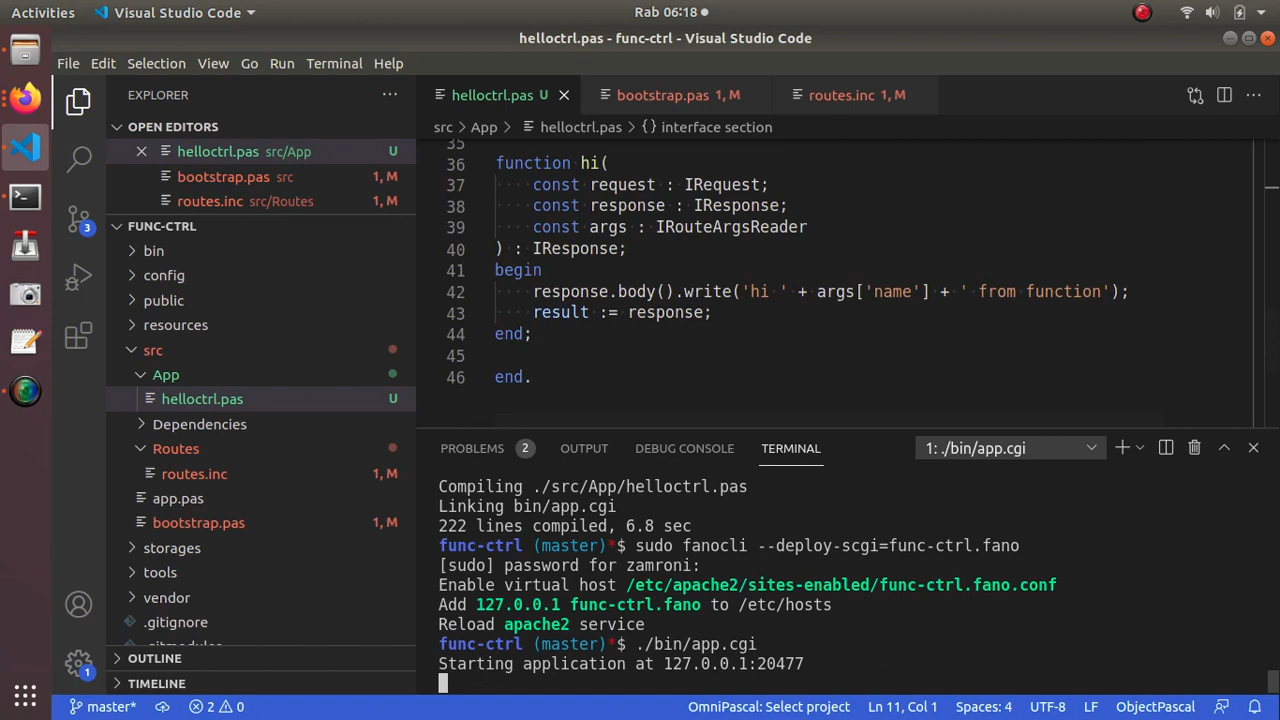 Activities
Visual Studio Code
Rab 06:18
helloctrl.pas - func-ctrl - Visual Studio Code
File Edit Selection View Go Run Terminal Help
EXPLORER
OPEN EDITORS
helloctrl.pas src/App U
bootstrap.pas src 1, M
routes.inc src/Routes 1, M
FUNC-CTRL
bin
config
public
resources
src
App
helloctrl.pas U
Dependencies
Routes
routes.inc 1, M
app.pas
bootstrap.pas 1, M
storages
tools
vendor
.gitignore
.gitmodules
OUTLINE
TIMELINE
3
1
helloctrl.pas U
bootstrap.pas 1, M
routes.inc 1, M
src > App > helloctrl.pas > {} interface section
35
36 function hi(
37 const request : IRequest;
38 const response : IResponse;
39 const args : IRouteArgsReader
40 ) : IResponse;
41 begin
42 response.body().write('hi ' + args['name'] + ' from function');
43 result := response;
44 end;
45
46 end.
PROBLEMS 2 OUTPUT DEBUG CONSOLE TERMINAL 1: ./bin/app.cgi
Compiling ./src/App/helloctrl.pas
Linking bin/app.cgi
222 lines compiled, 6.8 sec
func-ctrl (master)*$ sudo fanocli --deploy-scgi=func-ctrl.fano
[sudo] password for zamroni:
Enable virtual host /etc/apache2/sites-enabled/func-ctrl.fano.conf
Add 127.0.0.1 func-ctrl.fano to /etc/hosts
Reload apache2 service
func-ctrl (master)*$ ./bin/app.cgi
Starting application at 127.0.0.1:20477
master* 2 0 OmniPascal: Select project Ln 11, Col 1 Spaces: 4 UTF-8 LF ObjectPascal